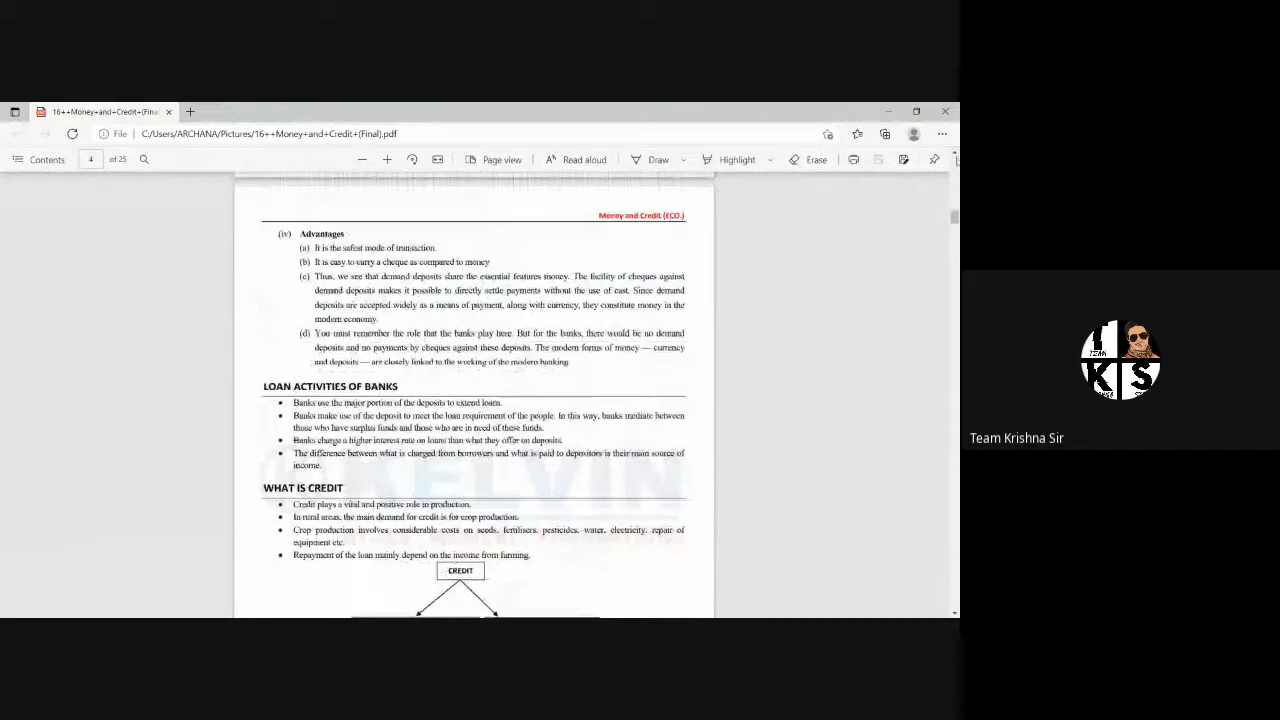 16++Money+and+Credit+(Fina
File
C:/Users/ARCHANA/Pictures/16++Money+and+Credit+(Final).pdf
Contents
4
of 25
Page view
Read aloud
Draw
Highlight
Erase
Money and Credit (ECO.)
(iv) Advantages
(a) It is the safest mode of transaction.
(b) It is easy to carry a cheque as compared to money
(c) Thus, we see that demand deposits share the essential features money. The facility of cheques against
demand deposits makes it possible to directly settle payments without the use of cast. Since demand
deposits are accepted widely as a means of payment, along with currency, they constitute money in the
modern economy.
(d) You must remember the role that the banks play here. But for the banks, there would be no demand
deposits and no payments by cheques against these deposits. The modern forms of money — currency
and deposits — are closely linked to the working of the modern banking
LOAN ACTIVITIES OF BANKS
• Banks use the major portion of the deposits to extend loans.
• Banks make use of the deposit to meet the loan requirement of the people. In this way, banks mediate between
those who have surplus funds and those who are in need of these funds.
• Banks charge a higher interest rate on loans than what they offer on deposits.
• The difference between what is charged from borrowers and what is paid to depositors is their main source of
income.
WHAT IS CREDIT
• Credit plays a vital and positive role in production.
• In rural areas, the main demand for credit is for crop production.
• Crop production involves considerable costs on seeds, fertilisers, pesticides, water, electricity, repair of
equipment etc.
• Repayment of the loan mainly depend on the income from farming.
CREDIT
KELVIN
T
TEAM
K
S
Team Krishna Sir